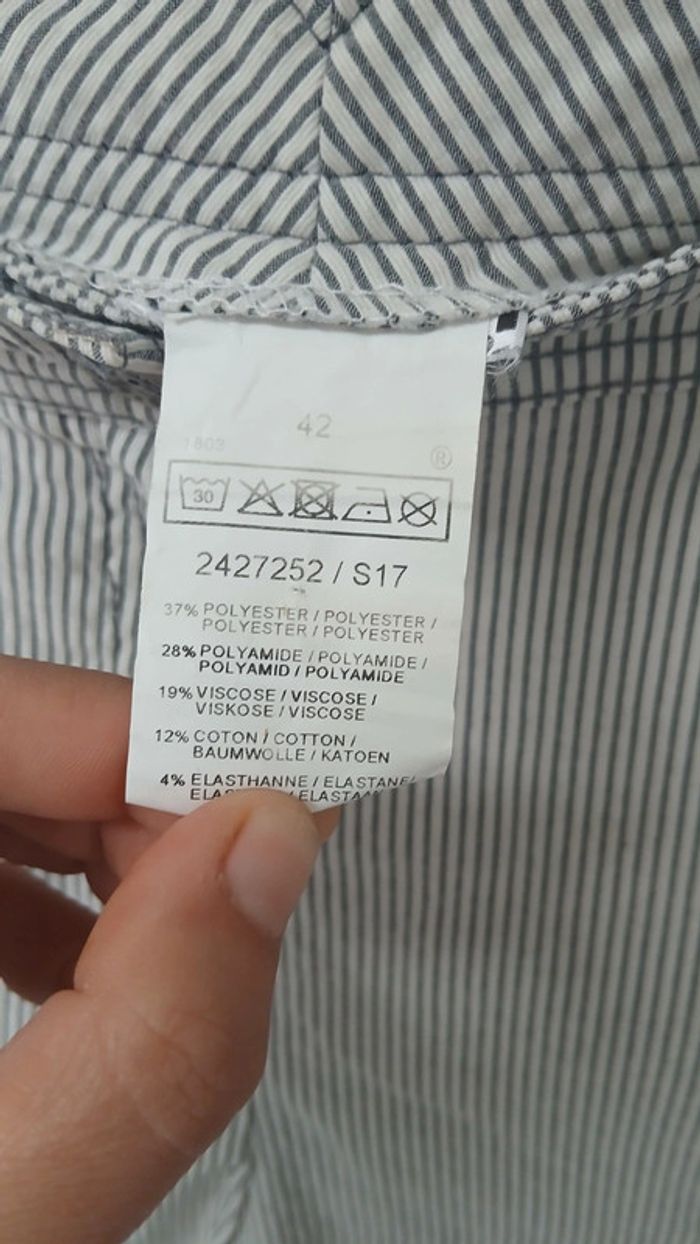 42
1803
®
30
2427252 / S17
37% POLYESTER / POLYESTER /
POLYESTER / POLYESTER
28% POLYAMIDE / POLYAMIDE /
POLYAMID / POLYAMIDE
19% VISCOSE / VISCOSE /
VISKOSE / VISCOSE
12% COTON / COTTON /
BAUMWOLLE / KATOEN
4% ELASTHANNE / ELASTANE/